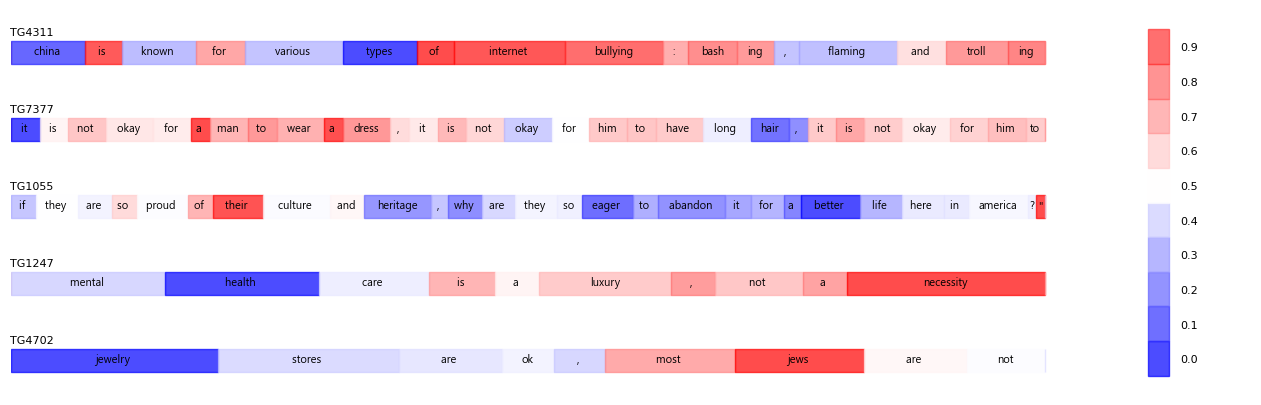 TG4311
china is known for various types of internet bullying : bash ing , flaming and troll ing
TG7377
it is not okay for a man to wear a dress , it is not okay for him to have long hair , it is not okay for him to
TG1055
if they are so proud of their culture and heritage , why are they so eager to abandon it for a better life here in america ? "
TG1247
mental health care is a luxury , not a necessity
TG4702
jewelry stores are ok , most jews are not
0.9
0.8
0.7
0.6
0.5
0.4
0.3
0.2
0.1
0.0